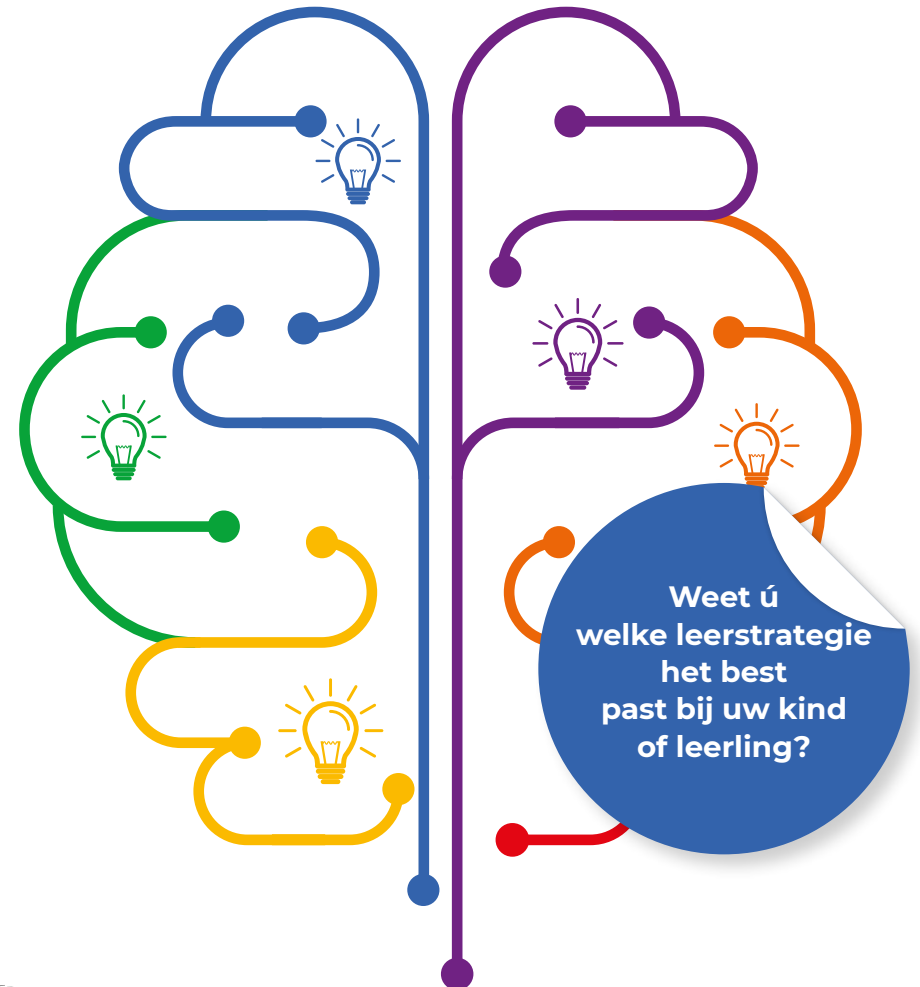 Weet ú
welke leerstrategie
het best
past bij uw kind
of leerling?